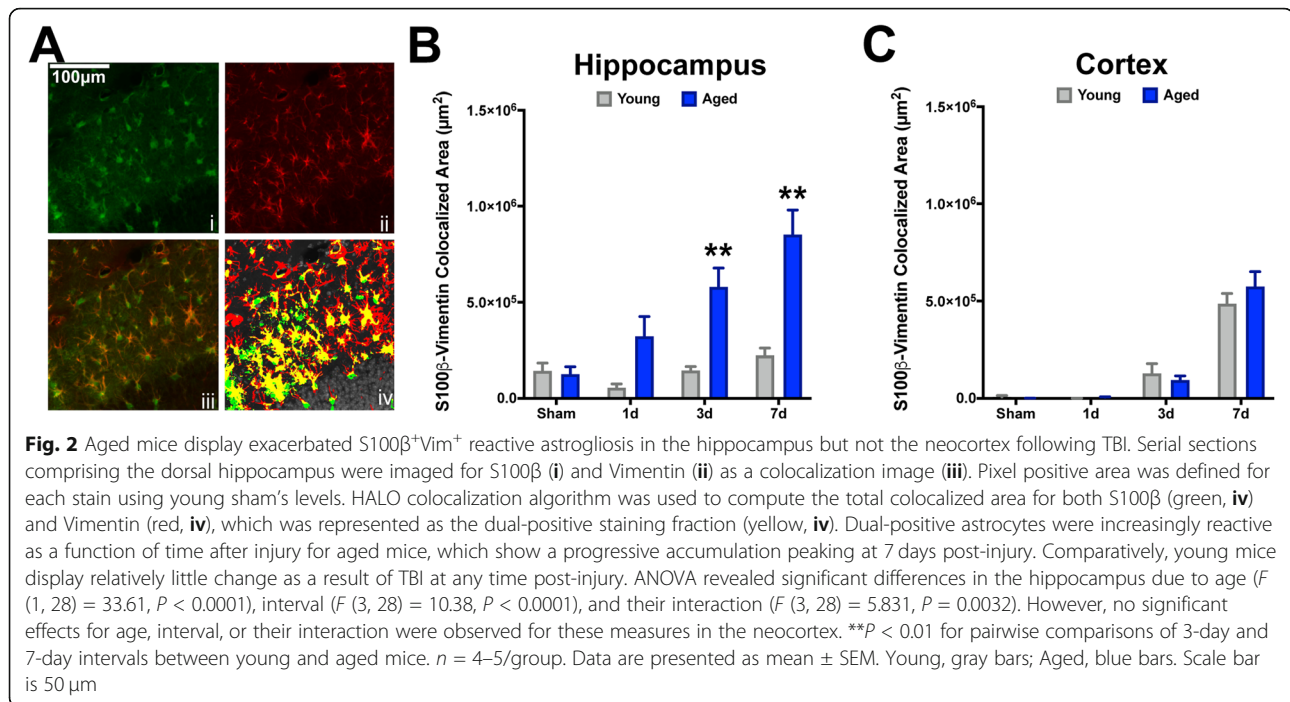 A
100µm
i
ii
iii
iv
B
Hippocampus
Young Aged
S100β-Vimentin Colocalized Area (µm²)
1.5×10⁶
1.0×10⁶
5.0×10⁵
0.0
**
**
Sham 1d 3d 7d
C
Cortex
Young Aged
S100β-Vimentin Colocalized Area (µm²)
1.5×10⁶
1.0×10⁶
5.0×10⁵
0.0
Sham 1d 3d 7d
Fig. 2 Aged mice display exacerbated S100β⁺Vim⁺ reactive astrogliosis in the hippocampus but not the neocortex following TBI. Serial sections
comprising the dorsal hippocampus were imaged for S100β (i) and Vimentin (ii) as a colocalization image (iii). Pixel positive area was defined for
each stain using young sham's levels. HALO colocalization algorithm was used to compute the total colocalized area for both S100β (green, iv)
and Vimentin (red, iv), which was represented as the dual-positive staining fraction (yellow, iv). Dual-positive astrocytes were increasingly reactive
as a function of time after injury for aged mice, which show a progressive accumulation peaking at 7 days post-injury. Comparatively, young mice
display relatively little change as a result of TBI at any time post-injury. ANOVA revealed significant differences in the hippocampus due to age (F
(1, 28) = 33.61, P < 0.0001), interval (F (3, 28) = 10.38, P < 0.0001), and their interaction (F (3, 28) = 5.831, P = 0.0032). However, no significant
effects for age, interval, or their interaction were observed for these measures in the neocortex. **P < 0.01 for pairwise comparisons of 3-day and
7-day intervals between young and aged mice. n = 4–5/group. Data are presented as mean ± SEM. Young, gray bars; Aged, blue bars. Scale bar
is 50 µm